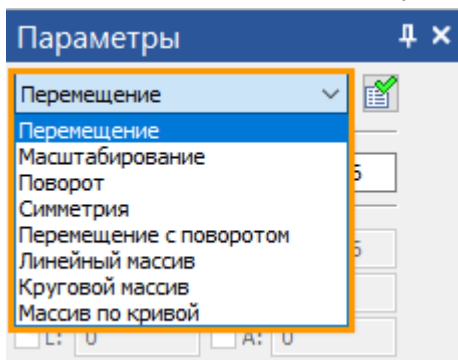 Параметры
Перемещение
Перемещение
Масштабирование
Поворот
Симметрия
Перемещение с поворотом
Линейный массив
Круговой массив
Массив по кривой
L: 0 A: 0